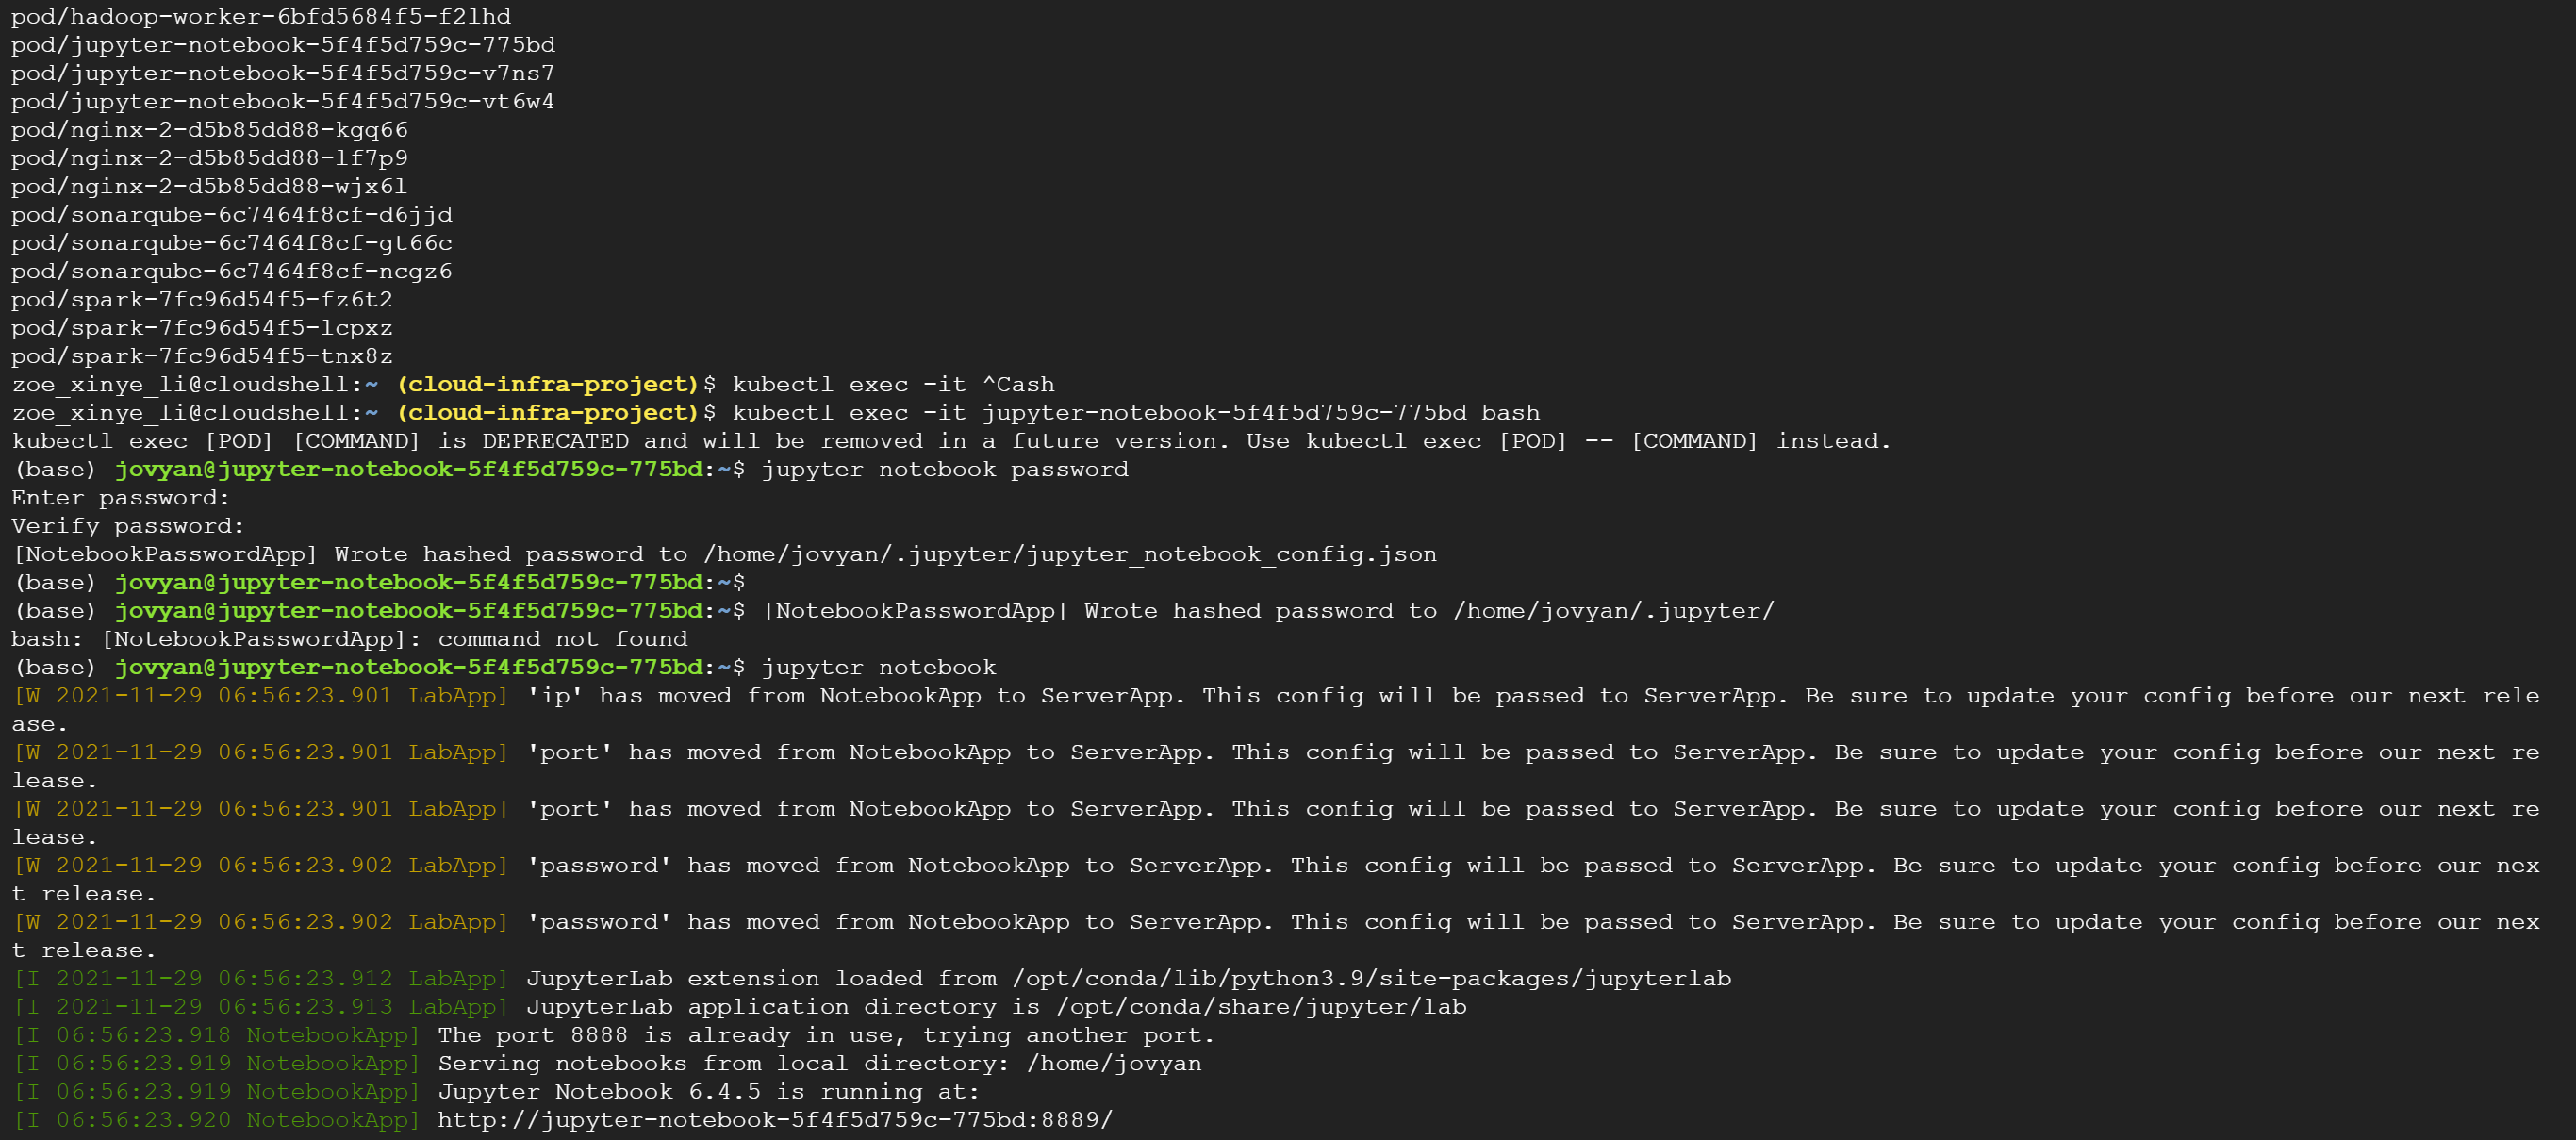 pod/hadoop-worker-6bfd5684f5-f2lhd
pod/jupyter-notebook-5f4f5d759c-775bd
pod/jupyter-notebook-5f4f5d759c-v7ns7
pod/jupyter-notebook-5f4f5d759c-vt6w4
pod/nginx-2-d5b85dd88-kgq66
pod/nginx-2-d5b85dd88-lf7p9
pod/nginx-2-d5b85dd88-wjx6l
pod/sonarqube-6c7464f8cf-d6jjd
pod/sonarqube-6c7464f8cf-gt66c
pod/sonarqube-6c7464f8cf-ncgz6
pod/spark-7fc96d54f5-fz6t2
pod/spark-7fc96d54f5-lcpxz
pod/spark-7fc96d54f5-tnx8z
zoe_xinye_li@cloudshell:~ (cloud-infra-project)$ kubectl exec -it ^Cash
zoe_xinye_li@cloudshell:~ (cloud-infra-project)$ kubectl exec -it jupyter-notebook-5f4f5d759c-775bd bash
kubectl exec [POD] [COMMAND] is DEPRECATED and will be removed in a future version. Use kubectl exec [POD] -- [COMMAND] instead.
(base) jovyan@jupyter-notebook-5f4f5d759c-775bd:~$ jupyter notebook password
Enter password:
Verify password:
[NotebookPasswordApp] Wrote hashed password to /home/jovyan/.jupyter/jupyter_notebook_config.json
(base) jovyan@jupyter-notebook-5f4f5d759c-775bd:~$
(base) jovyan@jupyter-notebook-5f4f5d759c-775bd:~$ [NotebookPasswordApp] Wrote hashed password to /home/jovyan/.jupyter/
bash: [NotebookPasswordApp]: command not found
(base) jovyan@jupyter-notebook-5f4f5d759c-775bd:~$ jupyter notebook
[W 2021-11-29 06:56:23.901 LabApp] 'ip' has moved from NotebookApp to ServerApp. This config will be passed to ServerApp. Be sure to update your config before our next rele
ase.
[W 2021-11-29 06:56:23.901 LabApp] 'port' has moved from NotebookApp to ServerApp. This config will be passed to ServerApp. Be sure to update your config before our next re
lease.
[W 2021-11-29 06:56:23.901 LabApp] 'port' has moved from NotebookApp to ServerApp. This config will be passed to ServerApp. Be sure to update your config before our next re
lease.
[W 2021-11-29 06:56:23.902 LabApp] 'password' has moved from NotebookApp to ServerApp. This config will be passed to ServerApp. Be sure to update your config before our nex
t release.
[W 2021-11-29 06:56:23.902 LabApp] 'password' has moved from NotebookApp to ServerApp. This config will be passed to ServerApp. Be sure to update your config before our nex
t release.
[I 2021-11-29 06:56:23.912 LabApp] JupyterLab extension loaded from /opt/conda/lib/python3.9/site-packages/jupyterlab
[I 2021-11-29 06:56:23.913 LabApp] JupyterLab application directory is /opt/conda/share/jupyter/lab
[I 06:56:23.918 NotebookApp] The port 8888 is already in use, trying another port.
[I 06:56:23.919 NotebookApp] Serving notebooks from local directory: /home/jovyan
[I 06:56:23.919 NotebookApp] Jupyter Notebook 6.4.5 is running at:
[I 06:56:23.920 NotebookApp] http://jupyter-notebook-5f4f5d759c-775bd:8889/